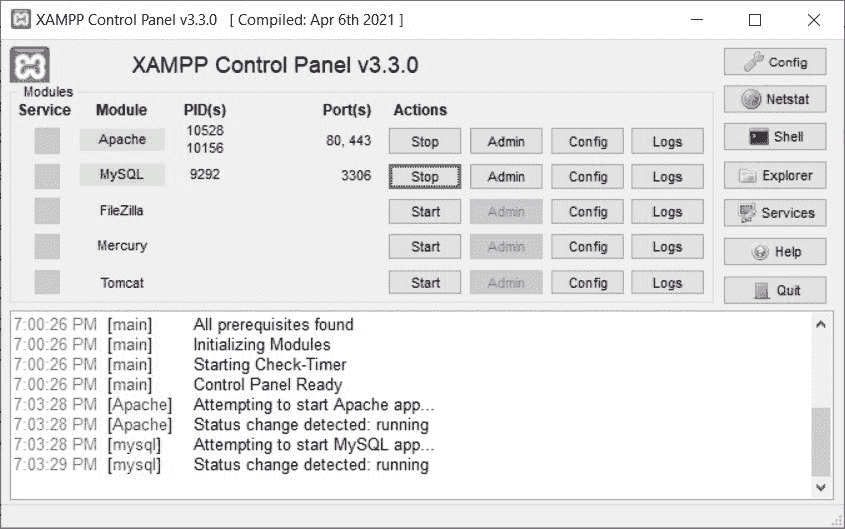 XAMPP Control Panel v3.3.0 [ Compiled: Apr 6th 2021 ]
XAMPP Control Panel v3.3.0
Config
Modules
Service Module PID(s) Port(s) Actions
Netstat
Apache 10528 10156 80, 443 Stop Admin Config Logs
Shell
MySQL 9292 3306 Stop Admin Config Logs
Explorer
FileZilla Start Admin Config Logs
Services
Mercury Start Admin Config Logs
Help
Tomcat Start Admin Config Logs
Quit
7:00:26 PM [main] All prerequisites found
7:00:26 PM [main] Initializing Modules
7:00:26 PM [main] Starting Check-Timer
7:00:26 PM [main] Control Panel Ready
7:03:28 PM [Apache] Attempting to start Apache app...
7:03:28 PM [Apache] Status change detected: running
7:03:28 PM [mysql] Attempting to start MySQL app...
7:03:29 PM [mysql] Status change detected: running